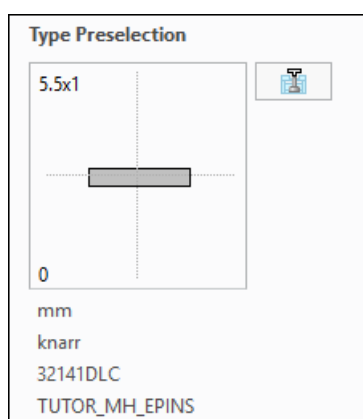 Type Preselection
5.5x1
0
mm
knarr
32141DLC
TUTOR_MH_EPINS